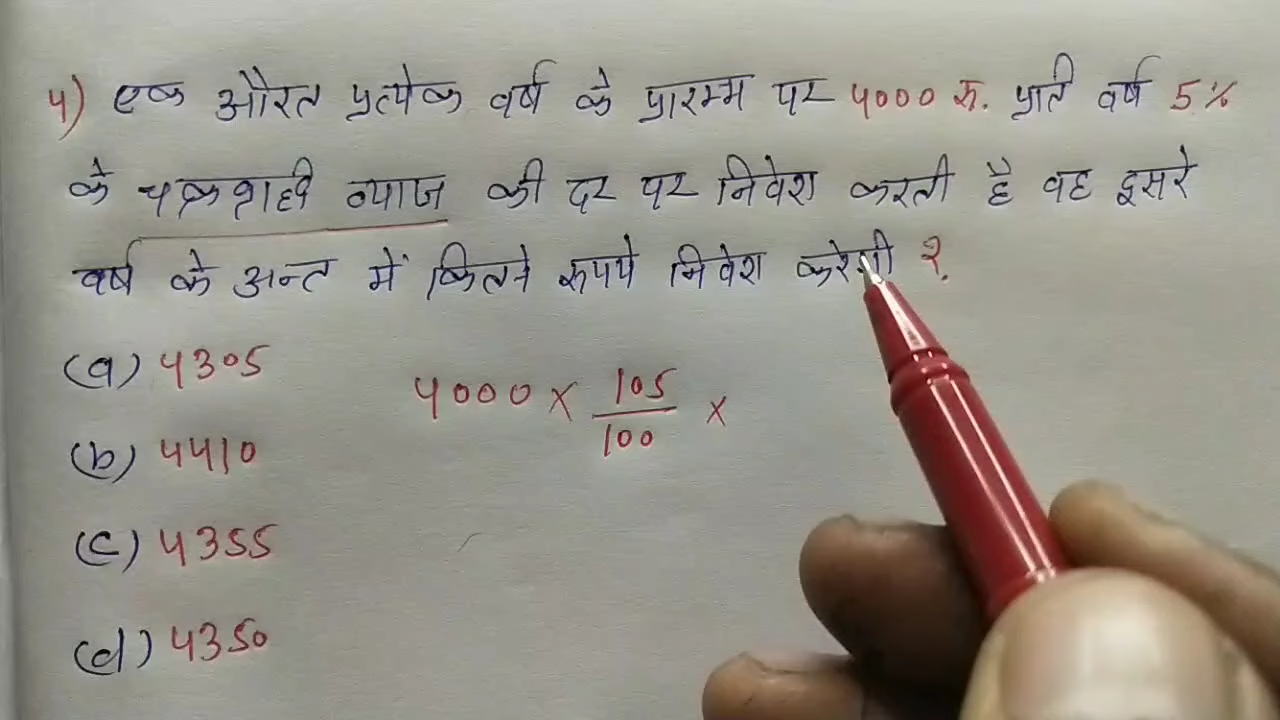 4) एक औरत प्रत्येक वर्ष के प्रारम्भ पर 4000 रु. प्रति वर्ष 5%
के चक्रवृद्धि ब्याज की दर पर निवेश करती है वह दूसरे
वर्ष के अन्त में कितने रूपये निवेश करेगी ?
(a) 4305
4000 × 105/100 ×
(b) 4410
(c) 4355
(d) 4350